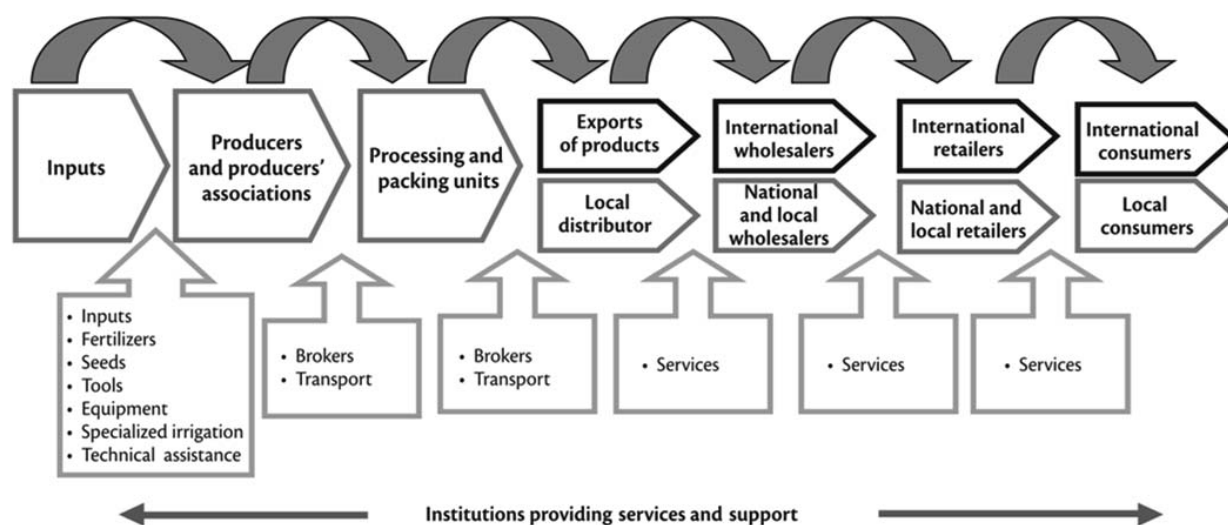 Inputs
Producers
and producers’
associations
Processing and
packing units
Exports
of products
International
wholesalers
International
retailers
International
consumers
Local
distributor
National
and local
wholesalers
National and
local retailers
Local
consumers
• Inputs
• Fertilizers
• Seeds
• Tools
• Equipment
• Specialized irrigation
• Technical assistance
• Brokers
• Transport
• Brokers
• Transport
• Services
• Services
• Services
Institutions providing services and support